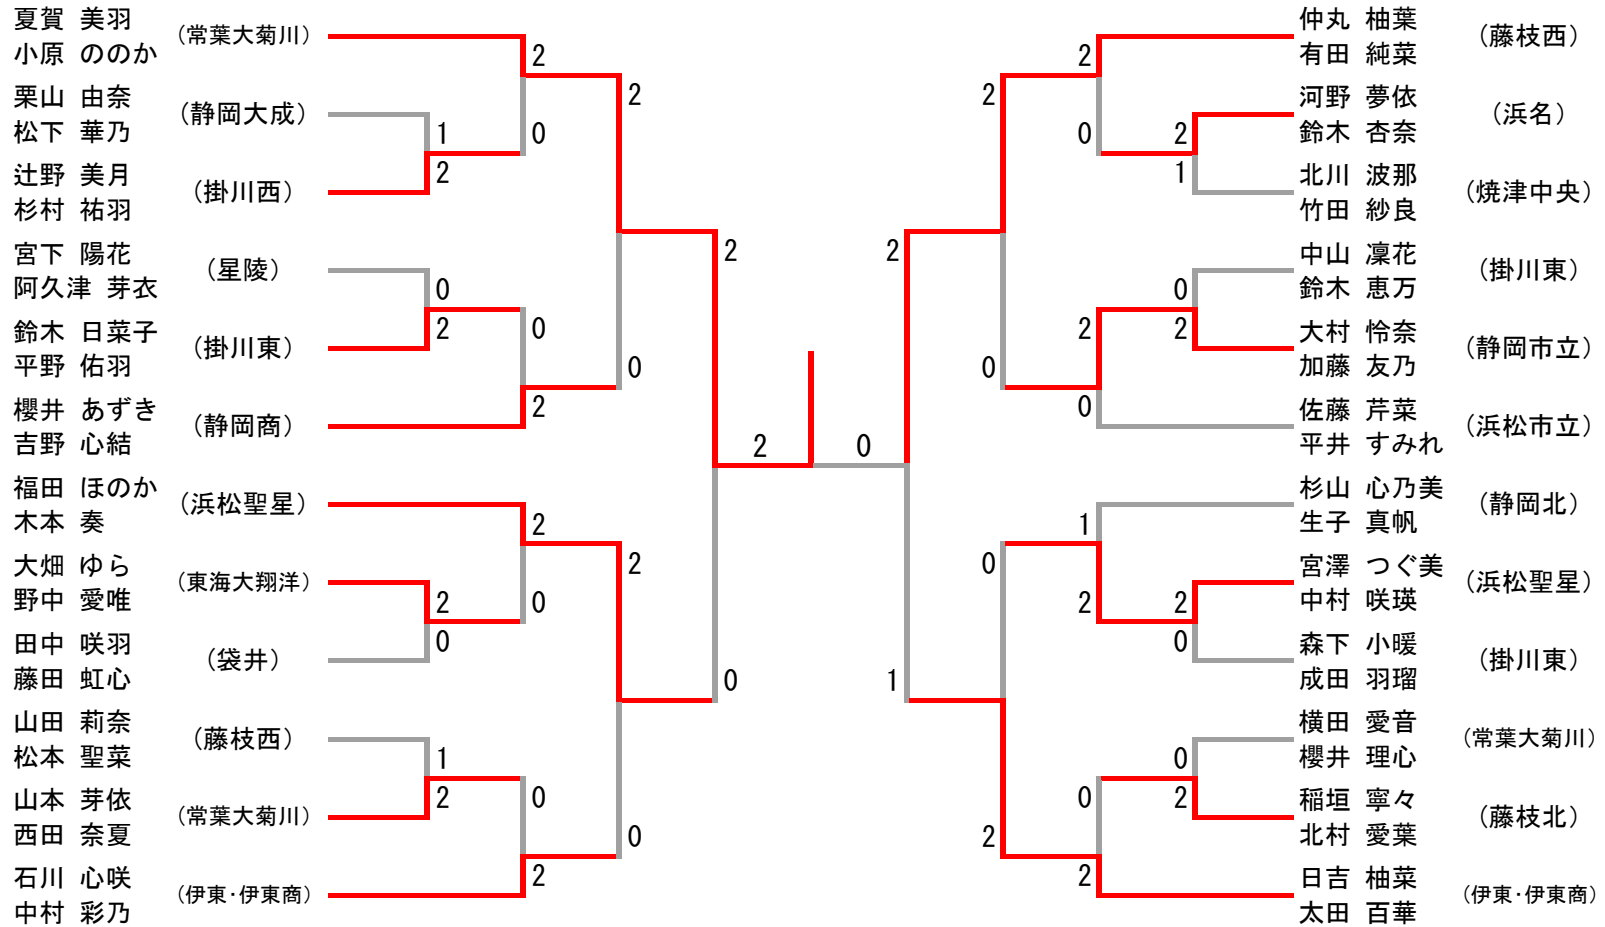 夏賀 美羽
小原 ののか
（常葉大菊川）
栗山 由奈
松下 華乃
（静岡大成）
辻野 美月
杉村 祐羽
（掛川西）
宮下 陽花
阿久津 芽衣
（星陵）
鈴木 日菜子
平野 佑羽
（掛川東）
櫻井 あずき
吉野 心結
（静岡商）
福田 ほのか
木本 奏
（浜松聖星）
大畑 ゆら
野中 愛唯
（東海大翔洋）
田中 咲羽
藤田 虹心
（袋井）
山田 莉奈
松本 聖菜
（藤枝西）
山本 芽依
西田 奈夏
（常葉大菊川）
石川 心咲
中村 彩乃
（伊東・伊東商）
1
2
0
2
2
0
1
2
2
0
0
2
2
0
0
2
2
0
2
0
2
0
2
0
2
1
2
0
0
2
2
0
2
0
1
2
0
2
2
1
0
2
2
0
0
2
仲丸 柚葉
有田 純菜
（藤枝西）
河野 夢依
鈴木 杏奈
（浜名）
北川 波那
竹田 紗良
（焼津中央）
中山 凜花
鈴木 恵万
（掛川東）
大村 怜奈
加藤 友乃
（静岡市立）
佐藤 芹菜
平井 すみれ
（浜松市立）
杉山 心乃美
生子 真帆
（静岡北）
宮澤 つぐ美
中村 咲瑛
（浜松聖星）
森下 小暖
成田 羽瑠
（掛川東）
横田 愛音
櫻井 理心
（常葉大菊川）
稲垣 寧々
北村 愛葉
（藤枝北）
日吉 柚菜
太田 百華
（伊東・伊東商）